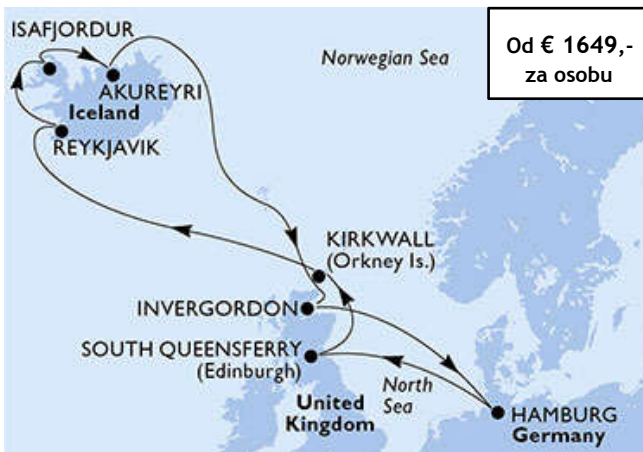 ISAFJORDUR
Od € 1649,-
za osobu
Norwegian Sea
AKUREYRI
Iceland
REYKJAVIK
KIRKWALL
(Orkney Is.)
INVERGORDON
SOUTH QUEENSFERRY
(Edinburgh)
North
Sea
United
Kingdom
HAMBURG
Germany